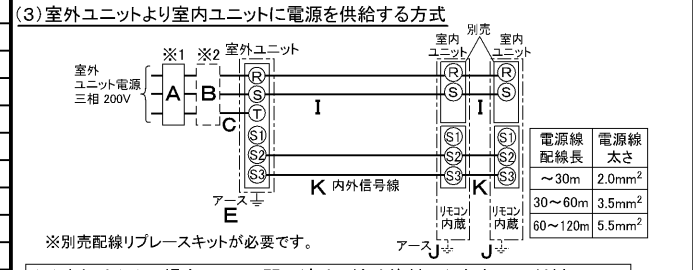 (3)室外ユニットより室内ユニットに電源を供給する方式
※1 ※2 室外ユニット
室内
ユニット
別売
室内
ユニット
室外
ユニット電源
三相 200V
A B C
R
S
T
S1
S2
S3
I
R
S
S1
S2
S3
I
R
S
S1
S2
S3
K 内外信号線
K
アース
E
リモコン
内蔵
リモコン
内蔵
アース J J
電源線
配線長
電源線
太さ
~30m 2.0mm²
30~60m 3.5mm²
60~120m 5.5mm²
※別売配線リプレースキットが必要です。